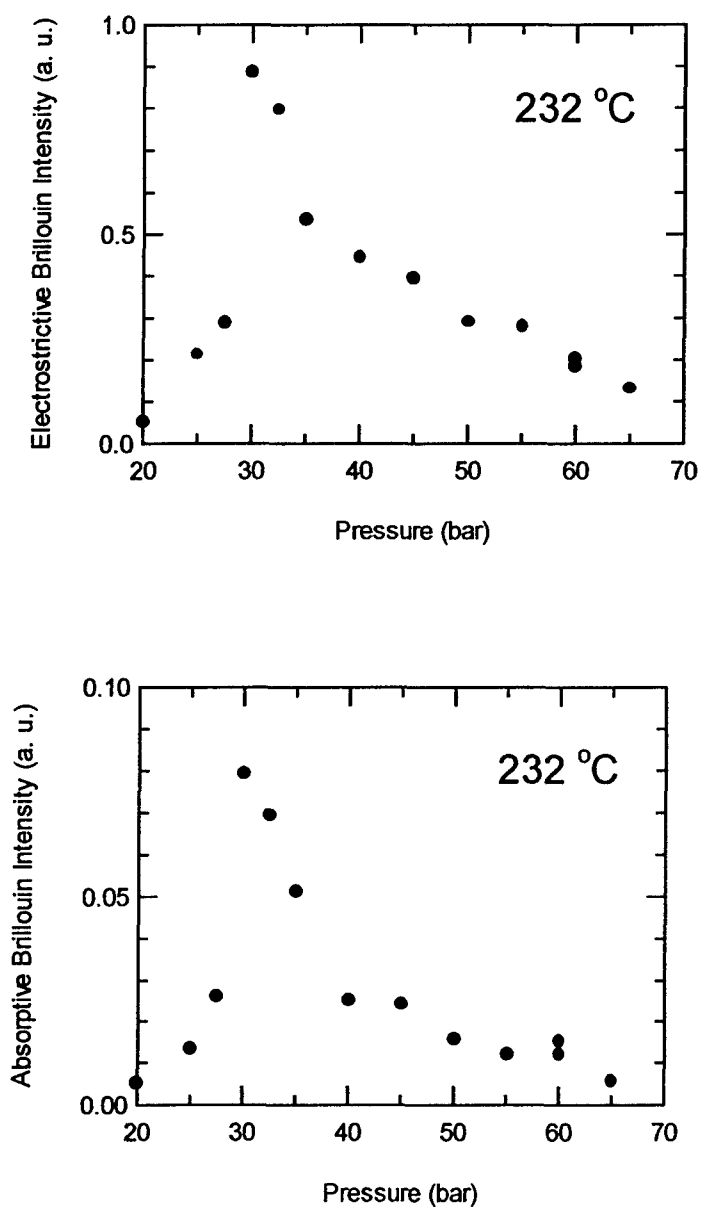 1.0
232 °C
Electrostrictive Brillouin Intensity (a. u.)
0.5
0.0
20 30 40 50 60 70
Pressure (bar)
0.10
232 °C
Absorptive Brillouin Intensity (a. u.)
0.05
0.00
20 30 40 50 60 70
Pressure (bar)